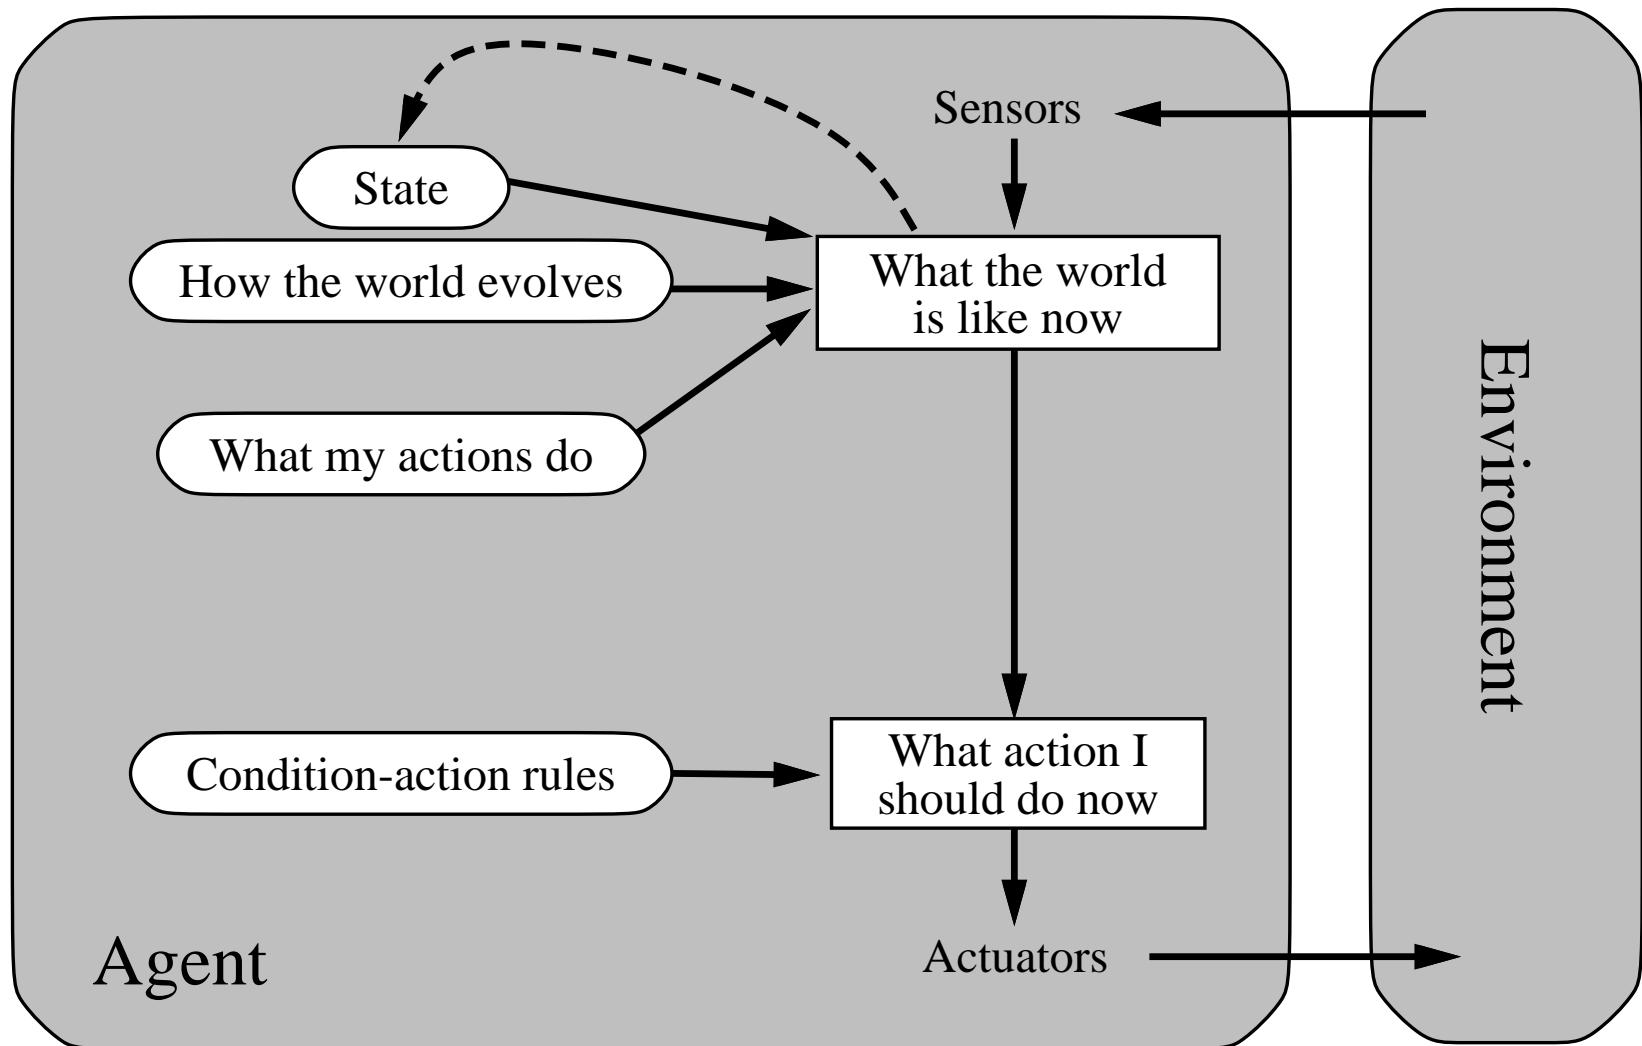 Sensors
State
How the world evolves
What the world
is like now
What my actions do
Environment
Condition-action rules
What action I
should do now
Agent
Actuators